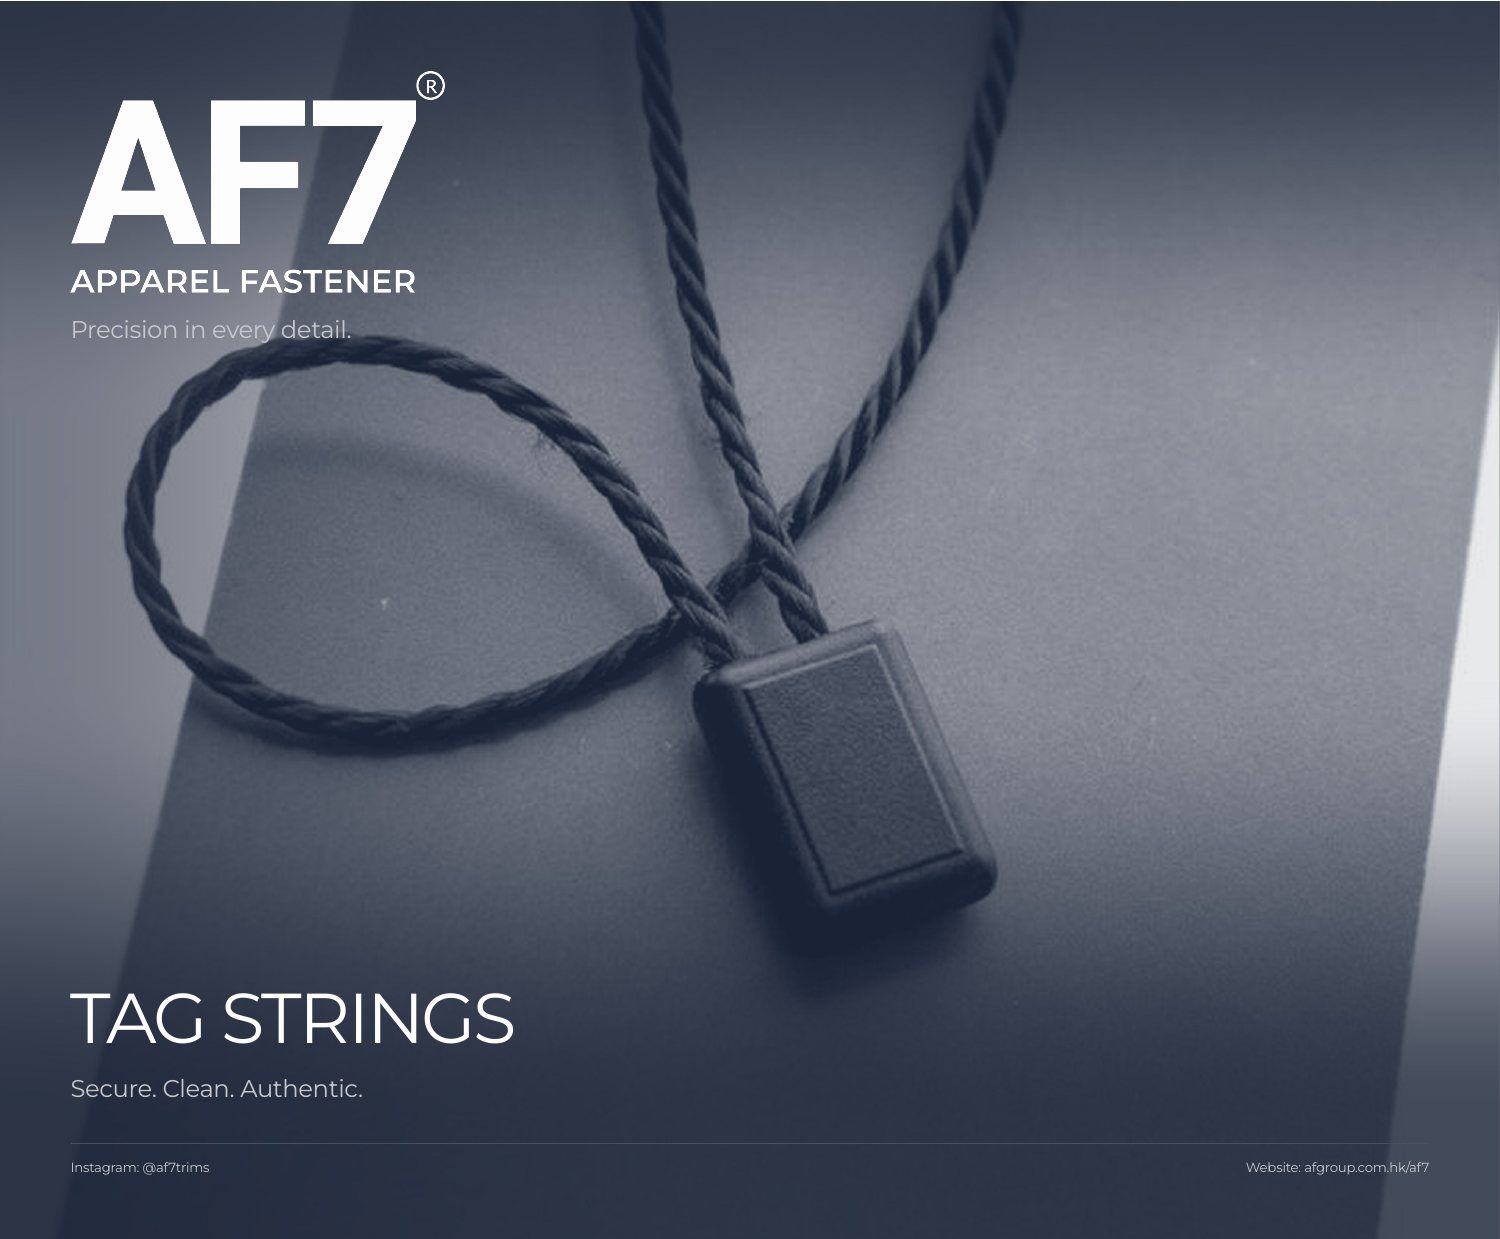 AF7®
APPAREL FASTENER
Precision in every detail.
TAG STRINGS
Secure. Clean. Authentic.
Instagram: @af7trims
Website: afgroup.com.hk/af7